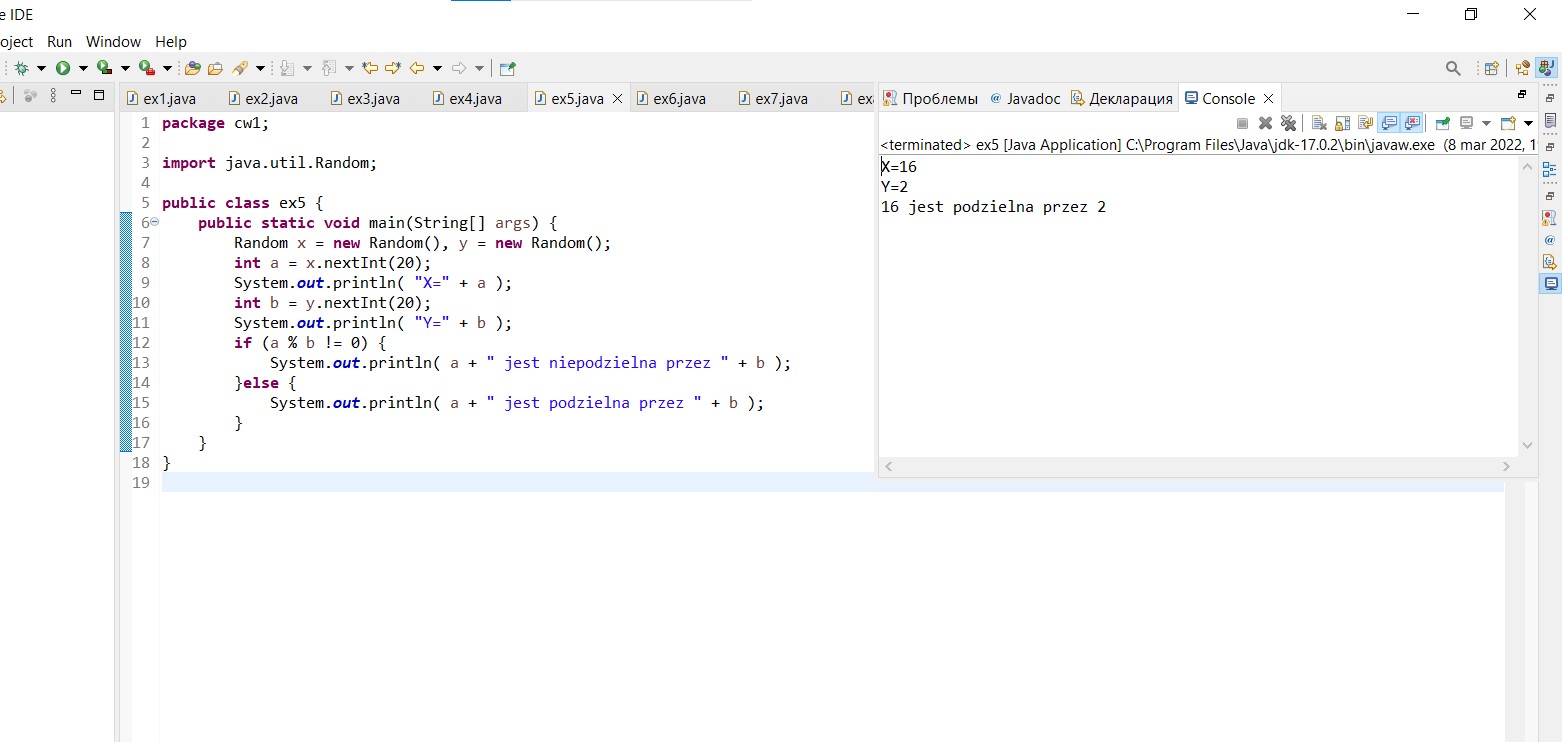 e IDE
oject Run Window Help
ex1.java ex2.java ex3.java ex4.java ex5.java ex6.java ex7.java ex
1 package cw1;
2
3 import java.util.Random;
4
5 public class ex5 {
6 public static void main(String[] args) {
7 Random x = new Random(), y = new Random();
8 int a = x.nextInt(20);
9 System.out.println( "X=" + a );
10 int b = y.nextInt(20);
11 System.out.println( "Y=" + b );
12 if (a % b != 0) {
13 System.out.println( a + " jest niepodzielna przez " + b );
14 }else {
15 System.out.println( a + " jest podzielna przez " + b );
16 }
17 }
18 }
19
Проблемы @ Javadoc Декларация Console
<terminated> ex5 [Java Application] C:\Program Files\Java\jdk-17.0.2\bin\javaw.exe (8 mar 2022, 1
X=16
Y=2
16 jest podzielna przez 2